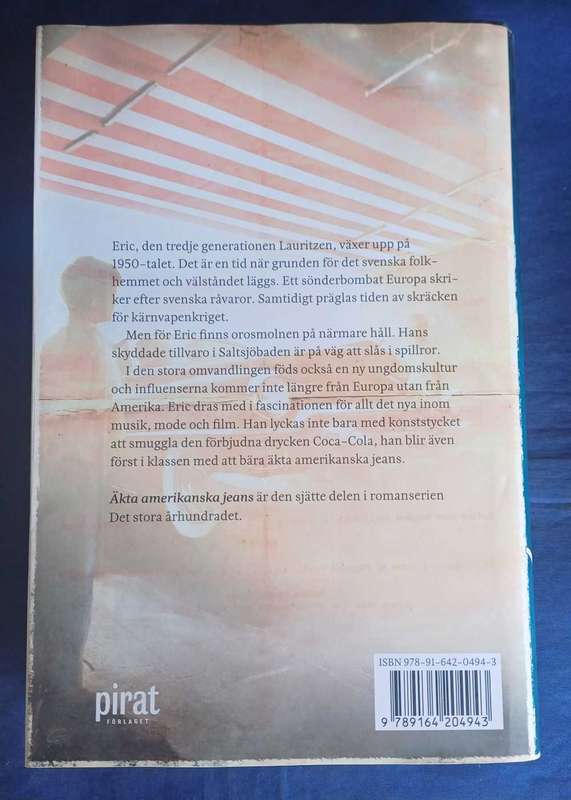 Eric, den tredje generationen Lauritzen, växer upp på
1950–talet. Det är en tid när grunden för det svenska folk–
hemmet och välståndet läggs. Ett sönderbombat Europa skri–
ker efter svenska råvaror. Samtidigt präglas tiden av skräcken
för kärnvapenkriget.
Men för Eric finns orosmolnen på närmare håll. Hans
skyddade tillvaro i Saltsjöbaden är på väg att slås i spillror.
I den stora omvandlingen föds också en ny ungdomskultur
och influenserna kommer inte längre från Europa utan från
Amerika. Eric dras med i fascinationen för allt det nya inom
musik, mode och film. Han lyckas inte bara med konststycket
att smuggla den förbjudna drycken Coca–Cola, han blir även
först i klassen med att bära äkta amerikanska jeans.
Äkta amerikanska jeans är den sjätte delen i romanserien
Det stora århundradet.
ISBN 978-91-642-0494-3
9 789164 204943
pirat
FÖRLAGET